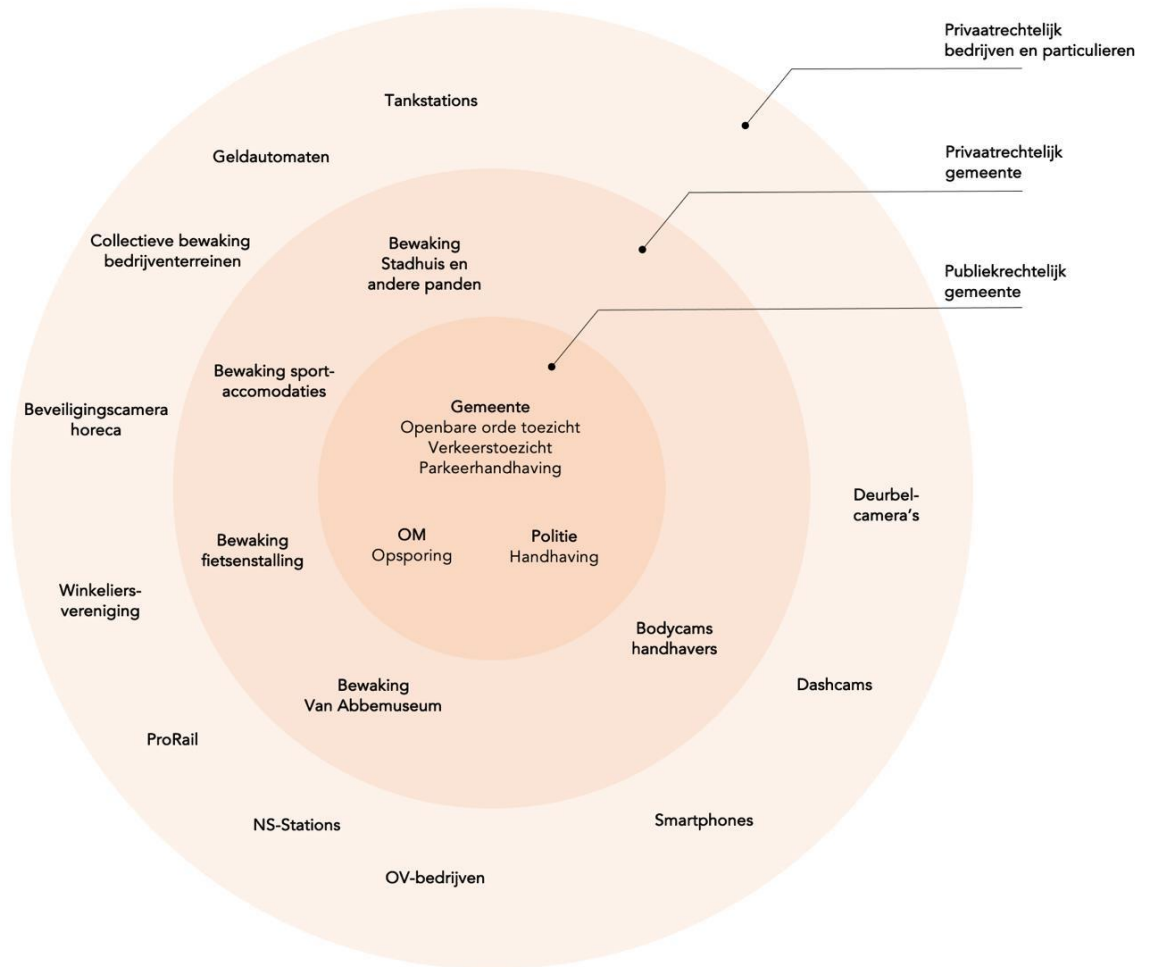 Privaatrechtelijk
bedrijven en particulieren
Tankstations
Geldautomaten
Privaatrechtelijk
gemeente
Collectieve bewaking
bedrijventerreinen
Bewaking
Stadhuis en
andere panden
Publiekrechtelijk
gemeente
Bewaking sport-
accomodaties
Beveiligingscamera
horeca
Gemeente
Openbare orde toezicht
Verkeerstoezicht
Parkeerhandhaving
Deurbel-
camera's
OM
Opsporing
Politie
Handhaving
Bewaking
fietsenstalling
Winkeliers-
vereniging
Bodycams
handhavers
Bewaking
Van Abbemuseum
Dashcams
ProRail
NS-Stations
Smartphones
OV-bedrijven